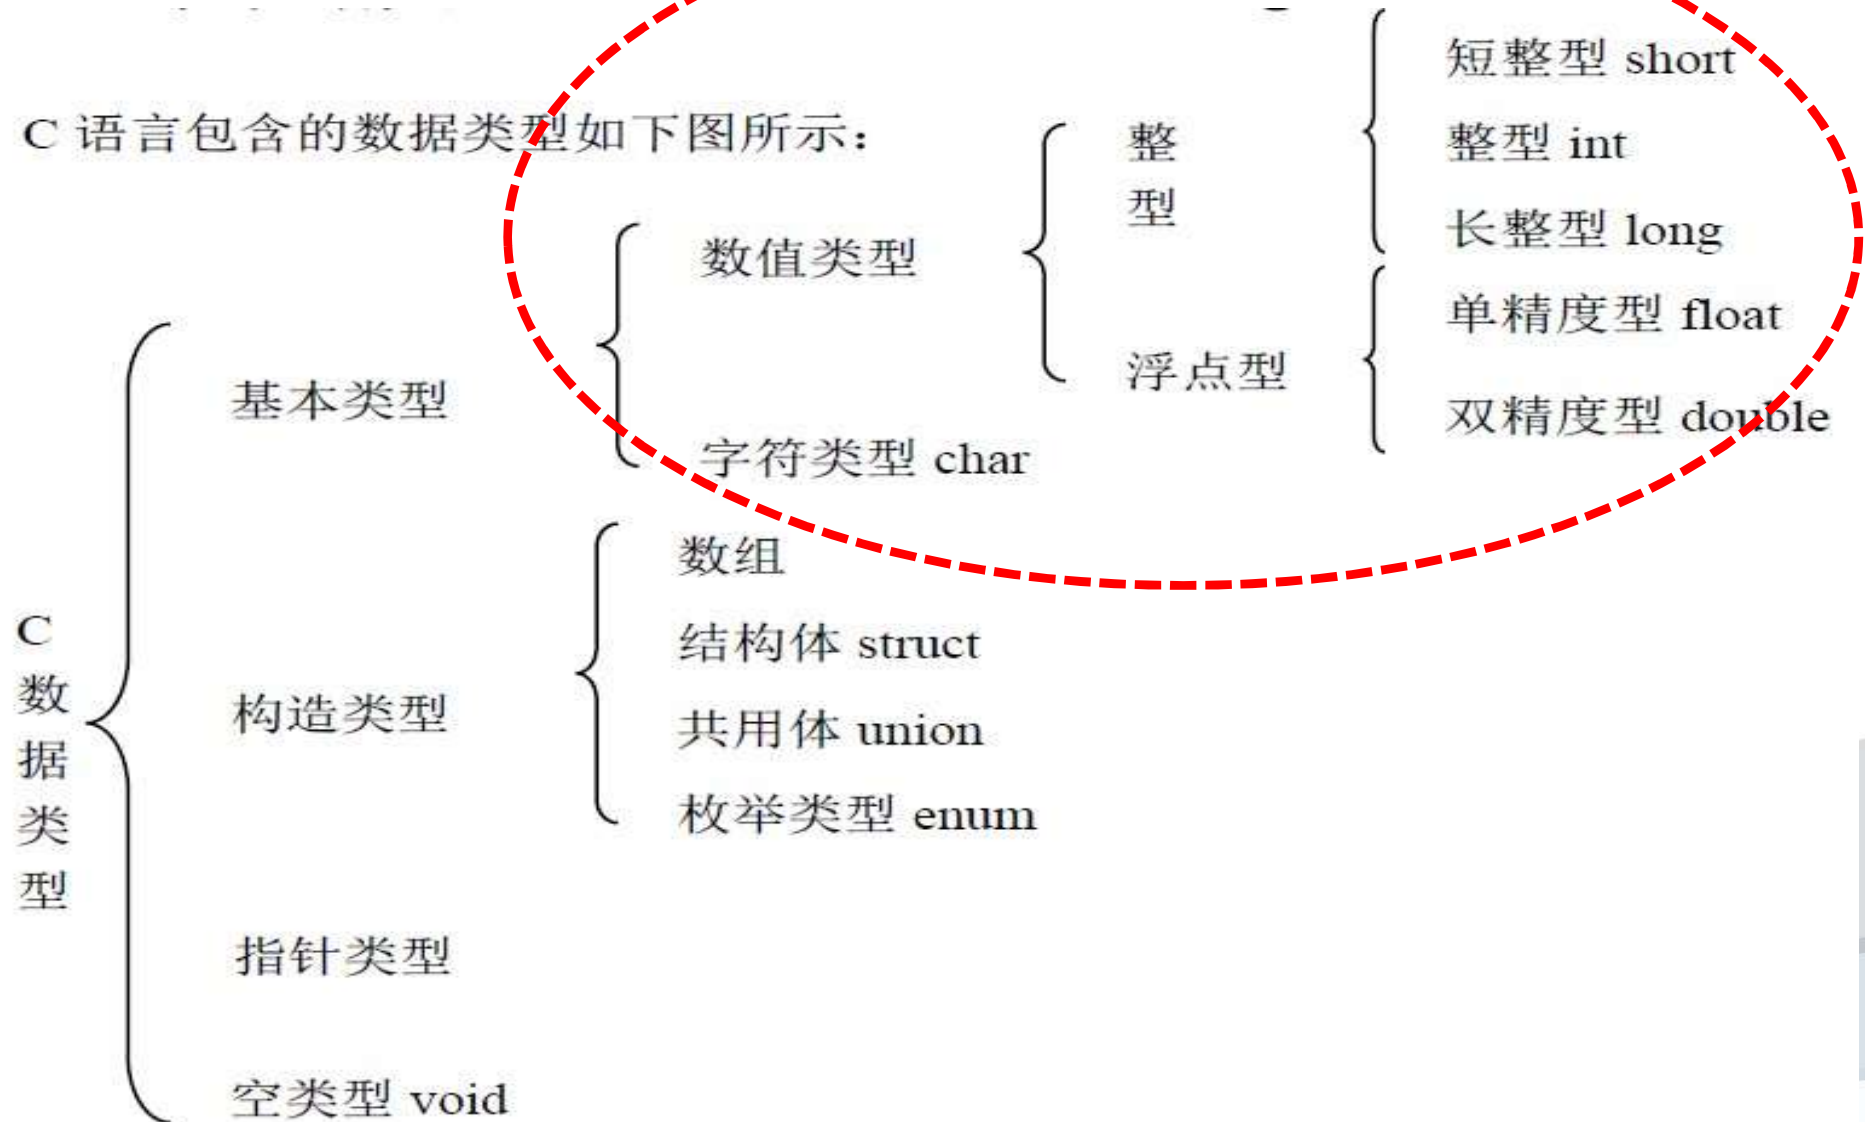 C 语言包含的数据类型如下图所示：
C数据类型
基本类型
数值类型
整型
短整型 short
整型 int
长整型 long
浮点型
单精度型 float
双精度型 double
字符类型 char
构造类型
数组
结构体 struct
共用体 union
枚举类型 enum
指针类型
空类型 void